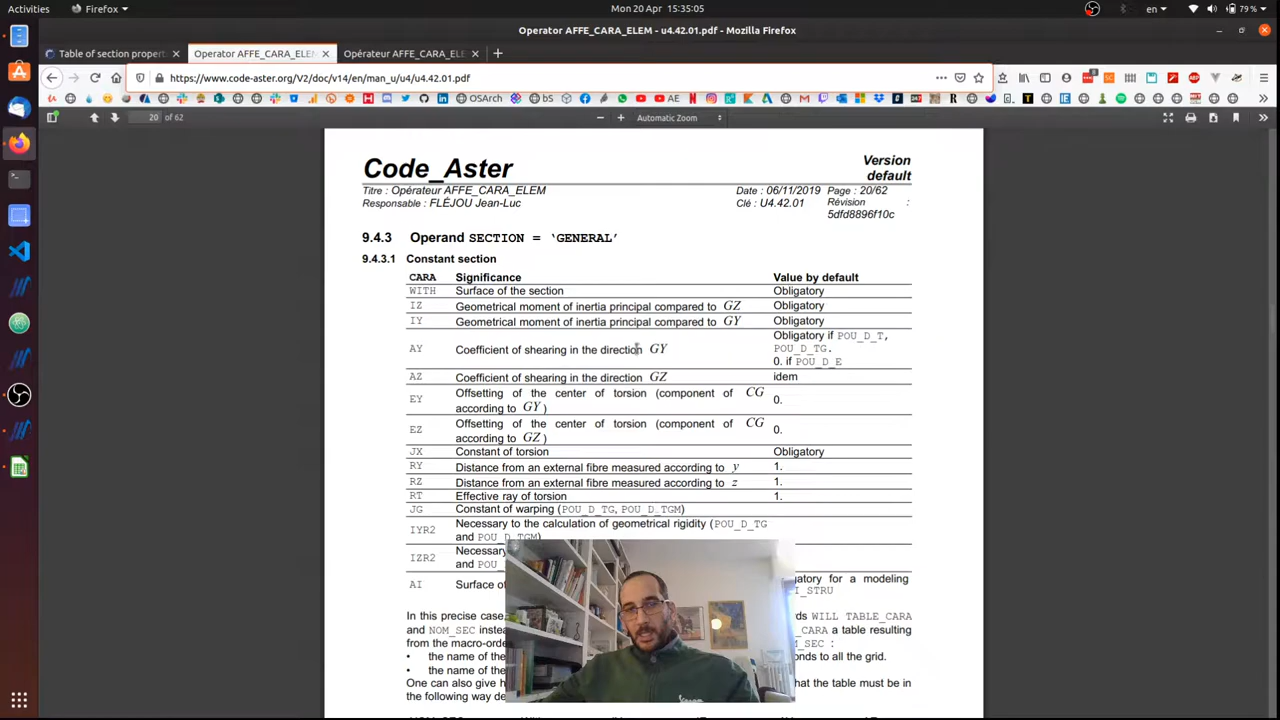 Activities
Firefox
Mon 20 Apr 15:35:05
en
79 %
Operator AFFE_CARA_ELEM - u4.42.01.pdf - Mozilla Firefox
Table of section propert
Operator AFFE_CARA_ELEM
Opérateur AFFE_CARA_ELE
https://www.code-aster.org/V2/doc/v14/en/man_u/u4/u4.42.01.pdf
OSArch
bS
AE
20 of 62
Automatic Zoom
Code_Aster
Version
default
Titre : Opérateur AFFE_CARA_ELEM
Date : 06/11/2019 Page : 20/62
Responsable : FLÉJOU Jean-Luc
Clé : U4.42.01
Révision :
5dfd8896f10c
9.4.3 Operand SECTION = ‘GENERAL’
9.4.3.1 Constant section
CARA Significance Value by default
WITH Surface of the section Obligatory
IZ Geometrical moment of inertia principal compared to GZ Obligatory
IY Geometrical moment of inertia principal compared to GY Obligatory
AY Coefficient of shearing in the direction GY Obligatory if POU_D_T,
POU_D_TG.
0. if POU_D_E
AZ Coefficient of shearing in the direction GZ idem
EY Offsetting of the center of torsion (component of CG
according to GY )
0.
EZ Offsetting of the center of torsion (component of CG
according to GZ )
0.
JX Constant of torsion Obligatory
RY Distance from an external fibre measured according to y 1.
RZ Distance from an external fibre measured according to z 1.
RT Effective ray of torsion 1.
JG Constant of warping (POU_D_TG, POU_D_TGM)
IYR2 Necessary to the calculation of geometrical rigidity (POU_D_TG
and POU_D_TGM)
IZR2 Necessary
and POU_
AI Surface of
gatory for a modeling
I_STRU
In this precise case
rds WILL TABLE_CARA
and NOM_SEC inste
_CARA a table resulting
from the macro-orde
M_SEC :
• the name of the
ponds to all the grid.
• the name of the
One can also give h
hat the table must be in
the following way de